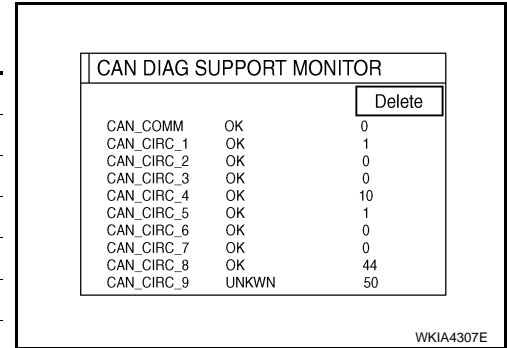 CAN DIAG SUPPORT MONITOR
Delete
CAN_COMM OK 0
CAN_CIRC_1 OK 1
CAN_CIRC_2 OK 0
CAN_CIRC_3 OK 0
CAN_CIRC_4 OK 10
CAN_CIRC_5 OK 1
CAN_CIRC_6 OK 0
CAN_CIRC_7 OK 0
CAN_CIRC_8 OK 44
CAN_CIRC_9 UNKWN 50
WKIA4307E